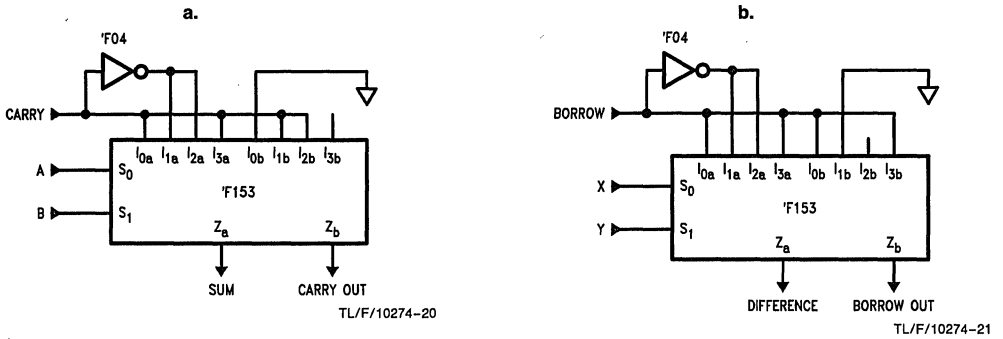 a.
'F04
CARRY
I0a I1a I2a I3a I0b I1b I2b I3b
A
S0
'F153
B
S1
Za
Zb
SUM
CARRY OUT
TL/F/10274-20
b.
'F04
BORROW
I0a I1a I2a I3a I0b I1b I2b I3b
X
S0
'F153
Y
S1
Za
Zb
DIFFERENCE
BORROW OUT
TL/F/10274-21